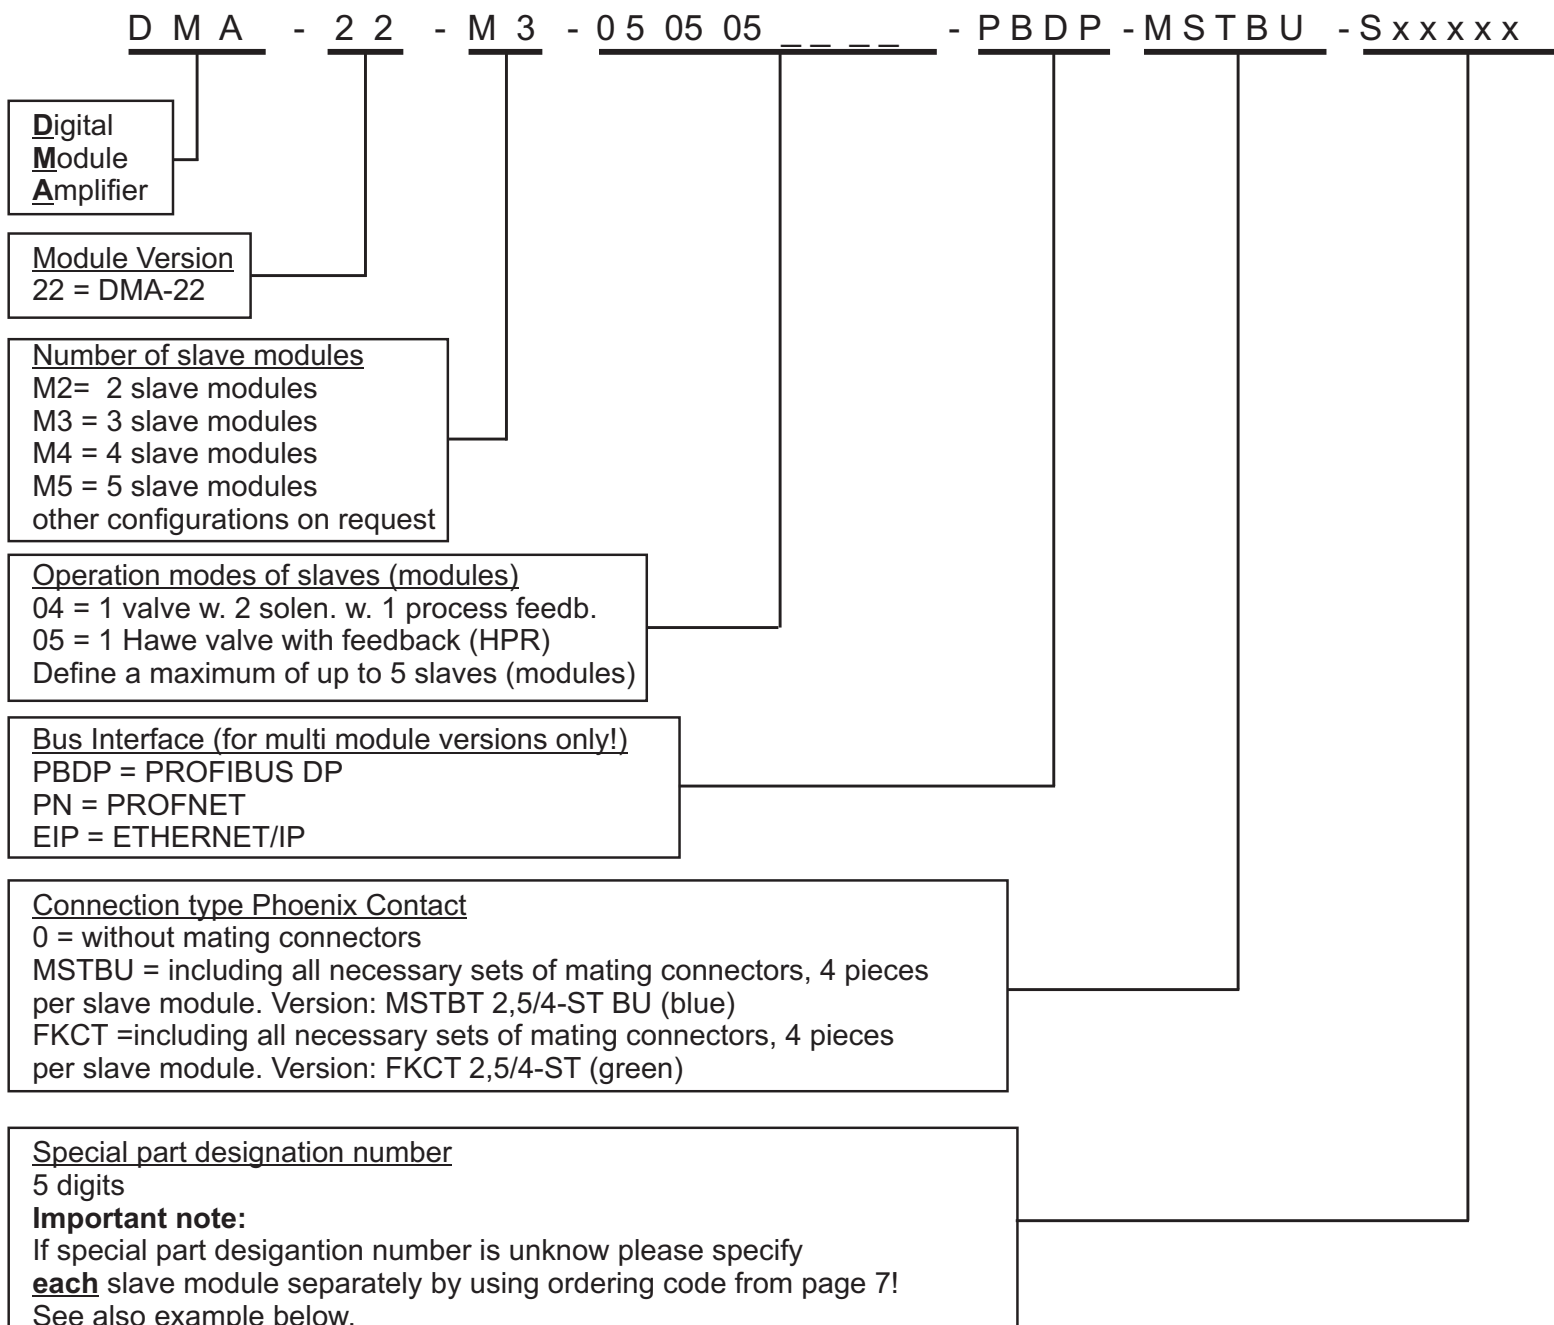 DMA - 22 - M3 - 05 05 05 _ _ _ _ - PBDP - MSTBU - Sxxxxx
Digital
Module
Amplifier
Module Version
22 = DMA-22
Number of slave modules
M2= 2 slave modules
M3 = 3 slave modules
M4 = 4 slave modules
M5 = 5 slave modules
other configurations on request
Operation modes of slaves (modules)
04 = 1 valve w. 2 solen. w. 1 process feedb.
05 = 1 Hawe valve with feedback (HPR)
Define a maximum of up to 5 slaves (modules)
Bus Interface (for multi module versions only!)
PBDP = PROFIBUS DP
PN = PROFNET
EIP = ETHERNET/IP
Connection type Phoenix Contact
0 = without mating connectors
MSTBU = including all necessary sets of mating connectors, 4 pieces
per slave module. Version: MSTBT 2,5/4-ST BU (blue)
FKCT =including all necessary sets of mating connectors, 4 pieces
per slave module. Version: FKCT 2,5/4-ST (green)
Special part designation number
5 digits
Important note:
If special part desigantion number is unknow please specify
each slave module separately by using ordering code from page 7!
See also example below.